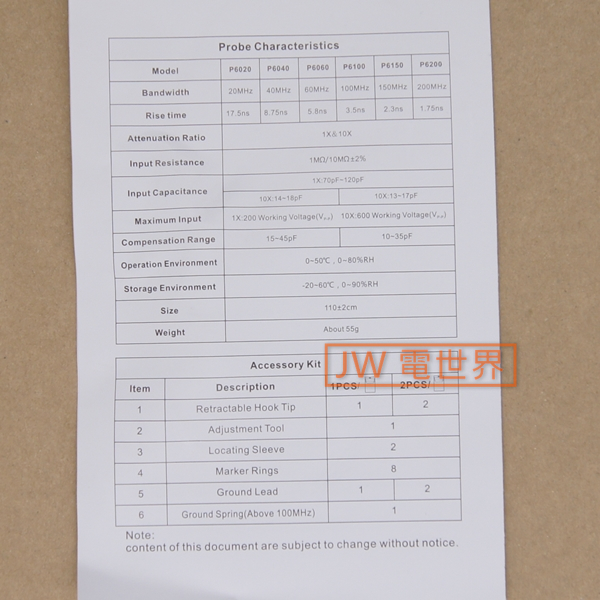 Probe Characteristics
Model P6020 P6040 P6060 P6100 P6150 P6200
Bandwidth 20MHz 40MHz 60MHz 100MHz 150MHz 200MHz
Rise time 17.5ns 8.75ns 5.8ns 3.5ns 2.3ns 1.75ns
Attenuation Ratio 1X&10X
Input Resistance 1MΩ/10MΩ±2%
Input Capacitance 1X:70pF~120pF
10X:14~18pF 10X:13~17pF
Maximum Input 1X:200 Working Voltage(Vₚ.ₚ) 10X:600 Working Voltage(Vₚ.ₚ)
Compensation Range 15~45pF 10~35pF
Operation Environment 0~50℃ , 0~80%RH
Storage Environment -20~60℃ , 0~90%RH
Size 110±2cm
Weight About 55g
JW 電世界
Accessory Kit
Item Description 1PCS/ 2PCS/
1 Retractable Hook Tip 1 2
2 Adjustment Tool 1
3 Locating Sleeve 2
4 Marker Rings 8
5 Ground Lead 1 2
6 Ground Spring(Above 100MHz) 1
Note:
content of this document are subject to change without notice.